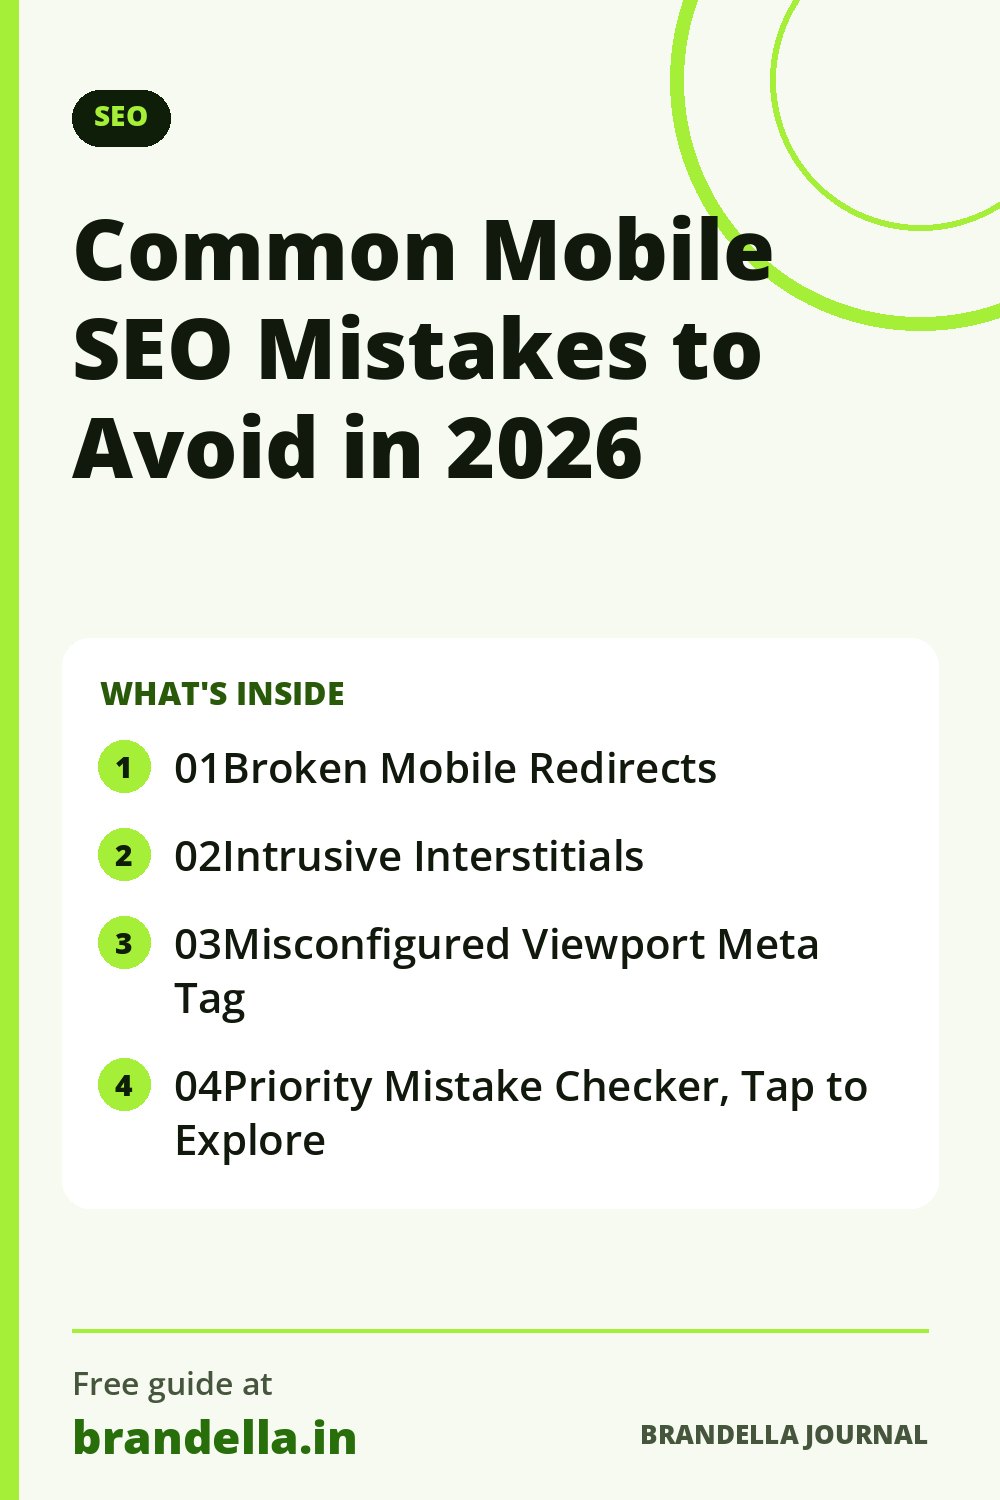 SEO
Common Mobile
SEO Mistakes to
Avoid in 2026
WHAT'S INSIDE
1 01Broken Mobile Redirects
2 02Intrusive Interstitials
3 03Misconfigured Viewport Meta
Tag
4 04Priority Mistake Checker, Tap to
Explore
Free guide at
brandella.in
BRANDELLA JOURNAL